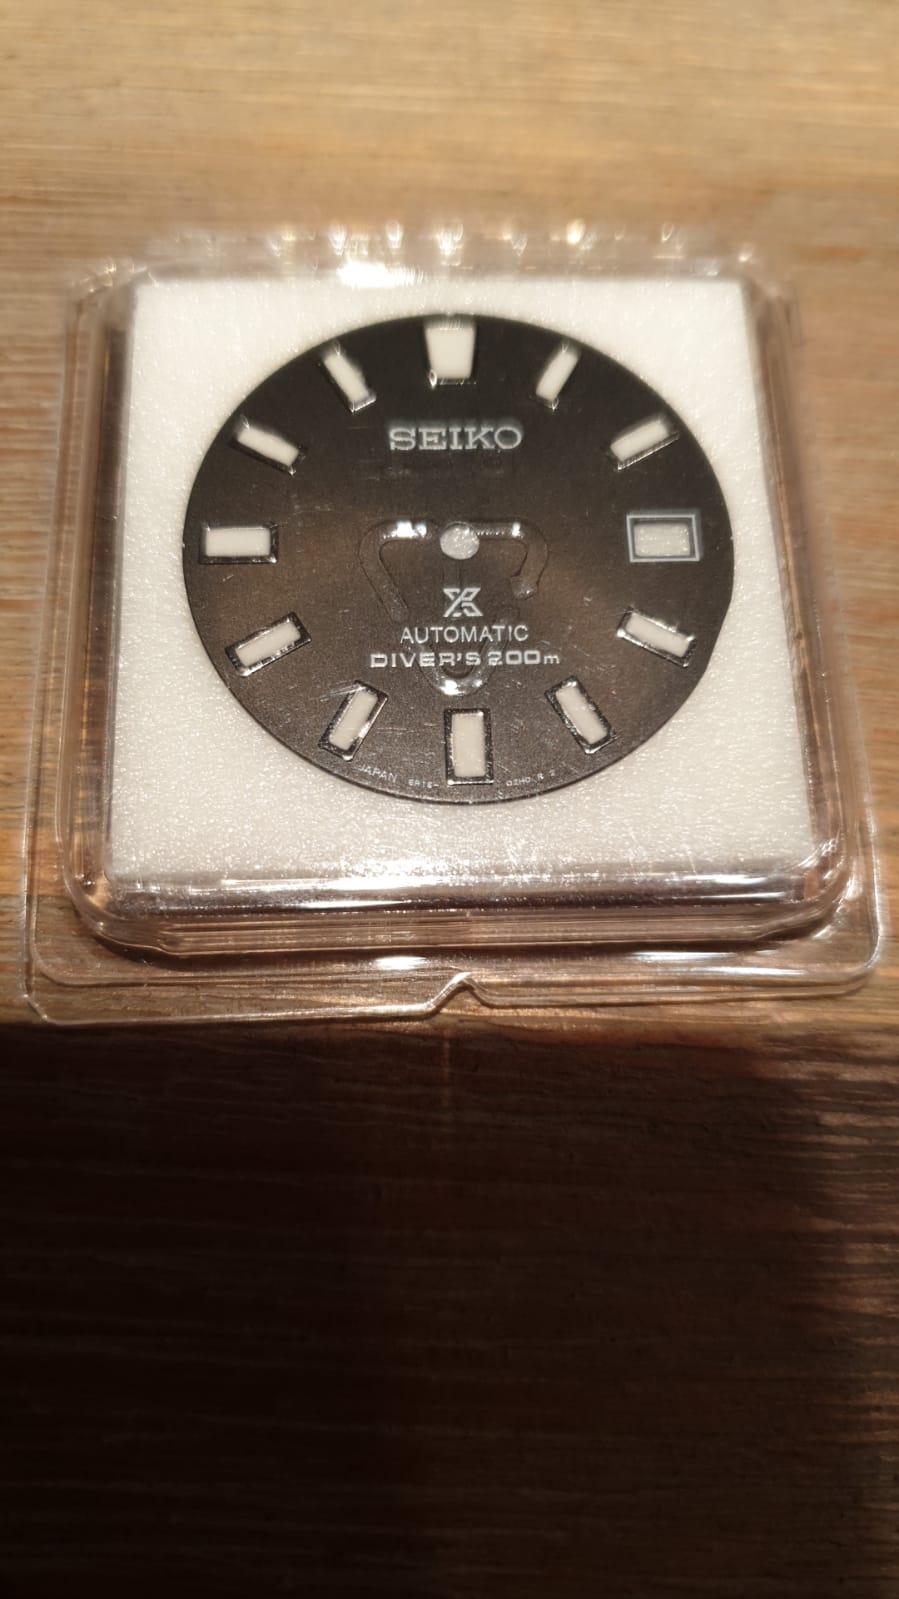 SEIKO
AUTOMATIC
DIVER'S 200m
JAPAN